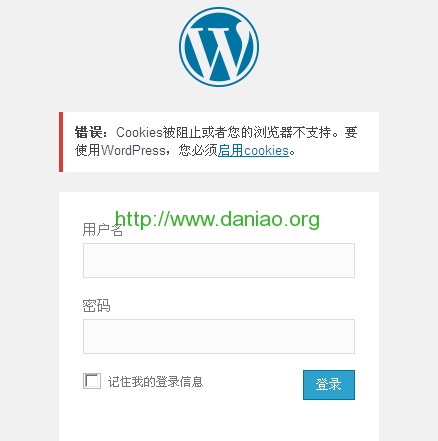 错误：Cookies被阻止或者您的浏览器不支持。要
使用WordPress，您必须启用cookies。
http://www.daniao.org
用户名
密码
记住我的登录信息
登录